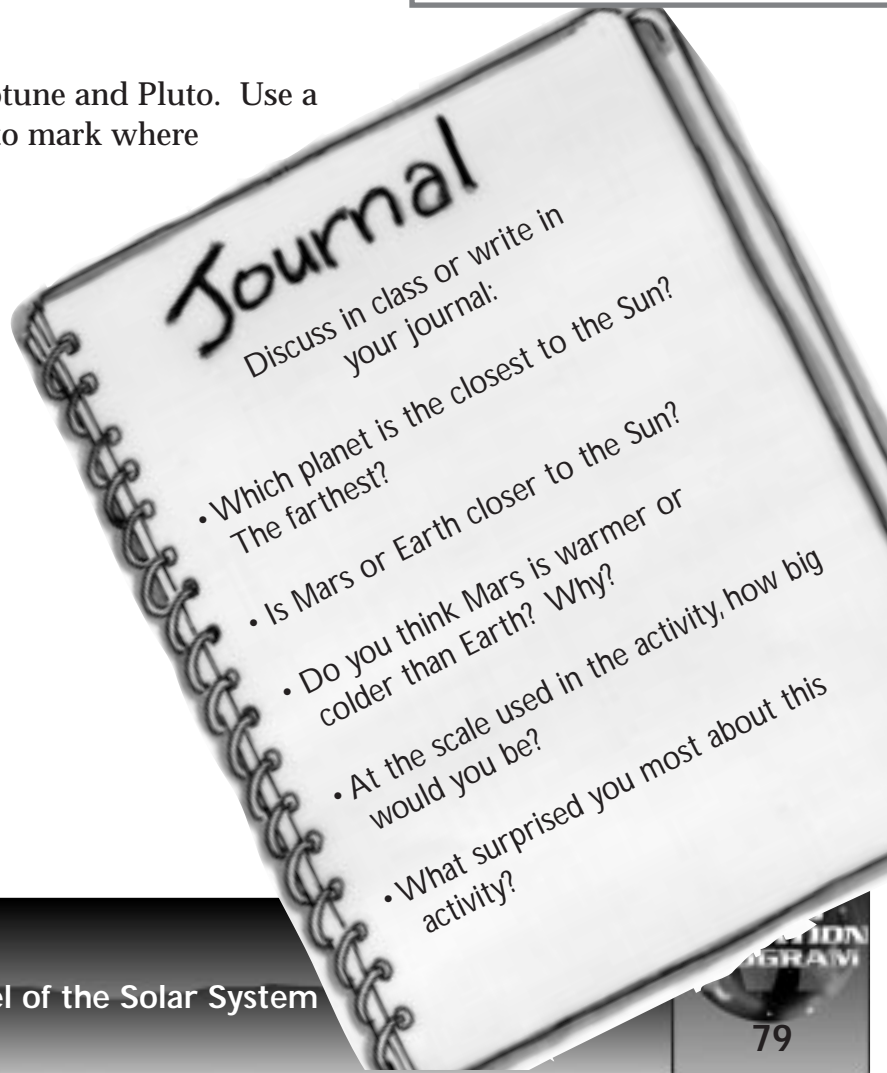 ptune and Pluto. Use a
to mark where
Journal
Discuss in class or write in
your journal:
• Which planet is the closest to the Sun?
The farthest?
• Is Mars or Earth closer to the Sun?
• Do you think Mars is warmer or
colder than Earth? Why?
• At the scale used in the activity, how big
would you be?
• What surprised you most about this
activity?
el of the Solar System
79